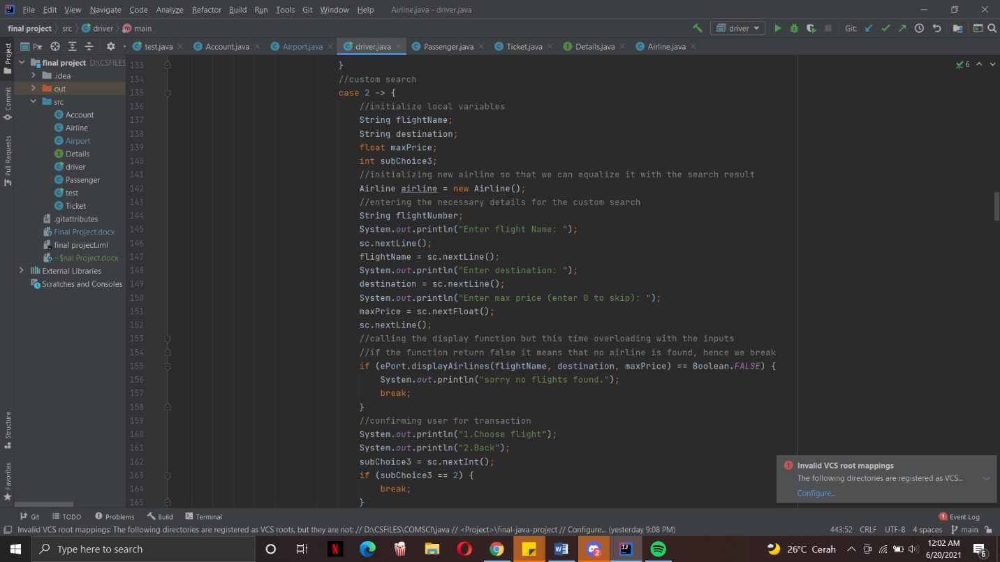 File Edit View Navigate Code Analyze Refactor Build Run Tools Git Window Help Airline.java - driver.java
final project src driver main driver Git:
Project
Commit
Pull Requests
Structure
Favorites
test.java Account.java Airport.java driver.java Passenger.java Ticket.java Details.java Airline.java
final project D:\CSFILES
.idea
out
src
Account
Airline
Airport
Details
driver
Passenger
test
Ticket
.gitattributes
Final Project.docx
final project.iml
~$nal Project.docx
External Libraries
Scratches and Consoles
6
133 }
134 //custom search
135 case 2 -> {
136 //initialize local variables
137 String flightName;
138 String destination;
139 float maxPrice;
140 int subChoice3;
141 //initializing new airline so that we can equalize it with the search result
142 Airline airline = new Airline();
143 //entering the necessary details for the custom search
144 String flightNumber;
145 System.out.println("Enter flight Name: ");
146 sc.nextLine();
147 flightName = sc.nextLine();
148 System.out.println("Enter destination: ");
149 destination = sc.nextLine();
150 System.out.println("Enter max price (enter 0 to skip): ");
151 maxPrice = sc.nextFloat();
152 sc.nextLine();
153 //calling the display function but this time overloading with the inputs
154 //if the function return false it means that no airline is found, hence we break
155 if (ePort.displayAirlines(flightName, destination, maxPrice) == Boolean.FALSE) {
156 System.out.println("sorry no flights found.");
157 break;
158 }
159 //confirming user for transaction
160 System.out.println("1.Choose flight");
161 System.out.println("2.Back");
162 subChoice3 = sc.nextInt();
163 if (subChoice3 == 2) {
164 break;
165 }
Invalid VCS root mappings
The following directories are registered as VCS...
Configure...
Git TODO Problems Build Terminal 1 Event Log
Invalid VCS root mappings: The following directories are registered as VCS roots, but they are not: // D:\CSFILES\COMSCI\java // <Project>\final-java-project // Configure... (yesterday 9:08 PM) 443:52 CRLF UTF-8 4 spaces main
Type here to search 2 26°C Cerah 12:02 AM
6/20/2021 6